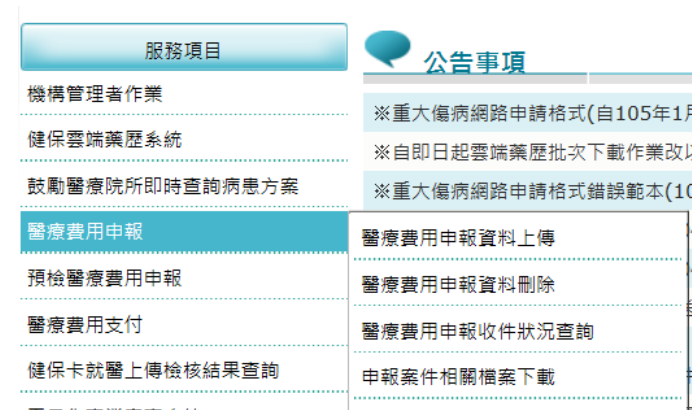 服務項目
機構管理者作業
健保雲端藥歷系統
鼓勵醫療院所即時查詢病患方案
醫療費用申報
預檢醫療費用申報
醫療費用支付
健保卡就醫上傳檢核結果查詢
公告事項
※重大傷病網路申請格式(自105年1月
※自即日起雲端藥歷批次下載作業改以
※重大傷病網路申請格式錯誤範本(10
醫療費用申報資料上傳
醫療費用申報資料刪除
醫療費用申報收件狀況查詢
申報案件相關檔案下載